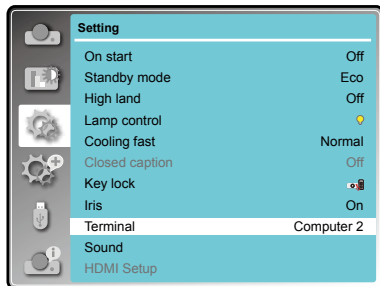 Setting
On start Off
Standby mode Eco
High land Off
Lamp control
Cooling fast Normal
Closed caption Off
Key lock
Iris On
Terminal Computer 2
Sound
HDMI Setup